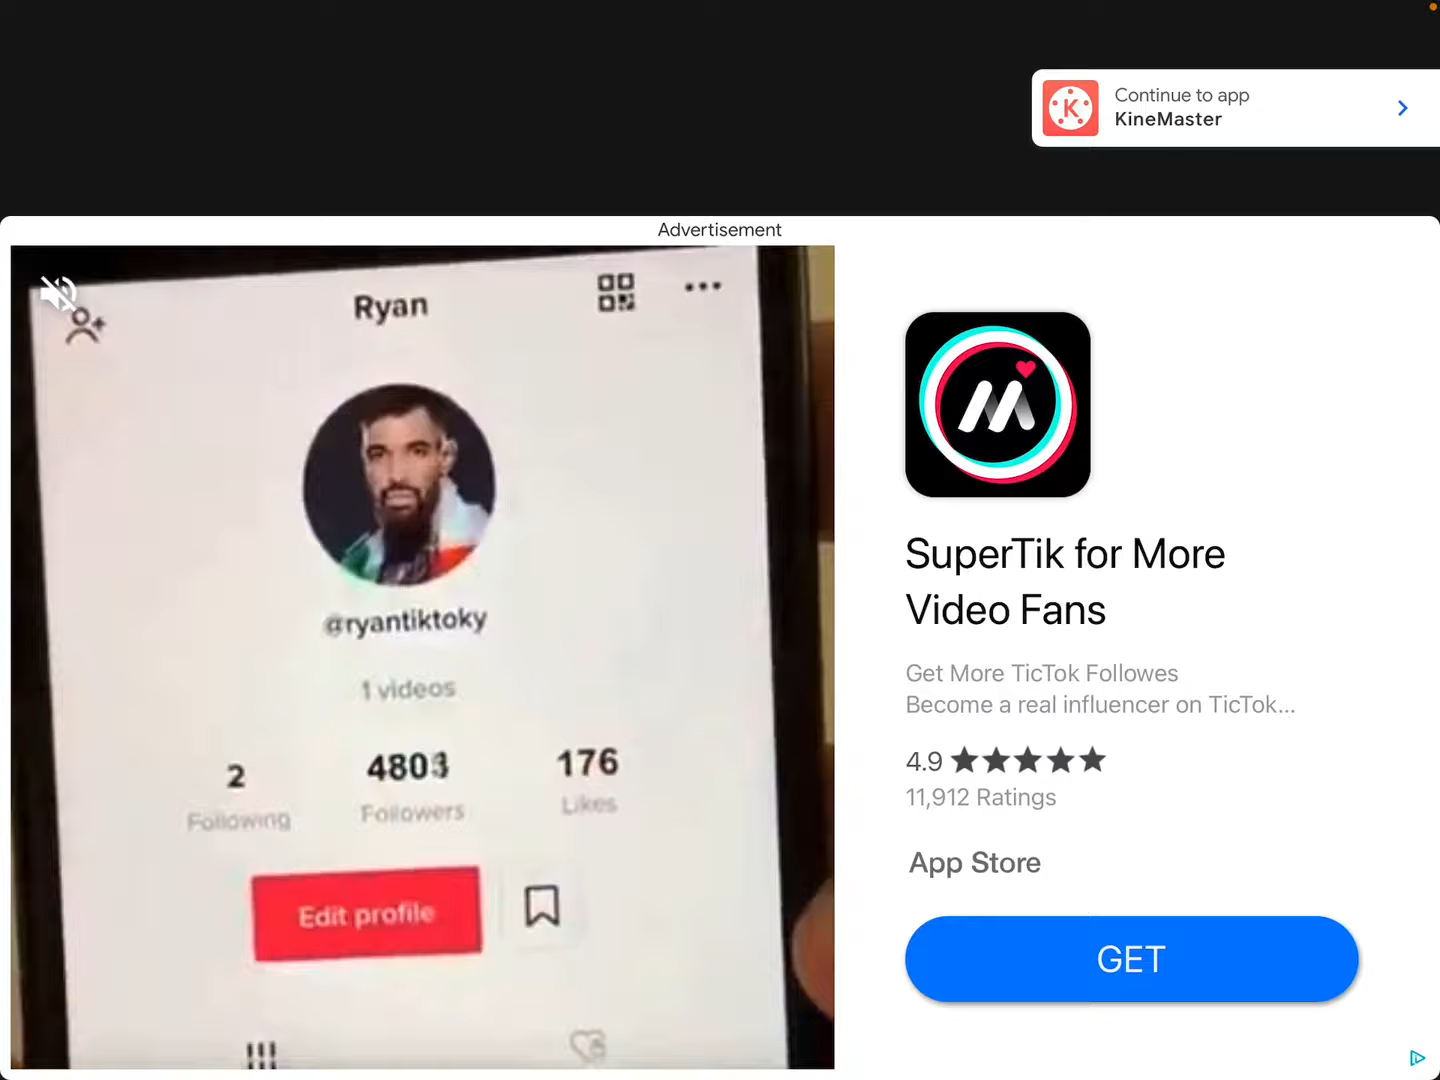 Continue to app
KineMaster
Advertisement
Ryan
@ryantiktoky
1 videos
2
Following
Followers
176
Likes
Edit profile
SuperTik for More
Video Fans
Get More TicTok Followes
Become a real influencer on TicTok...
4.9
11,912 Ratings
App Store
GET